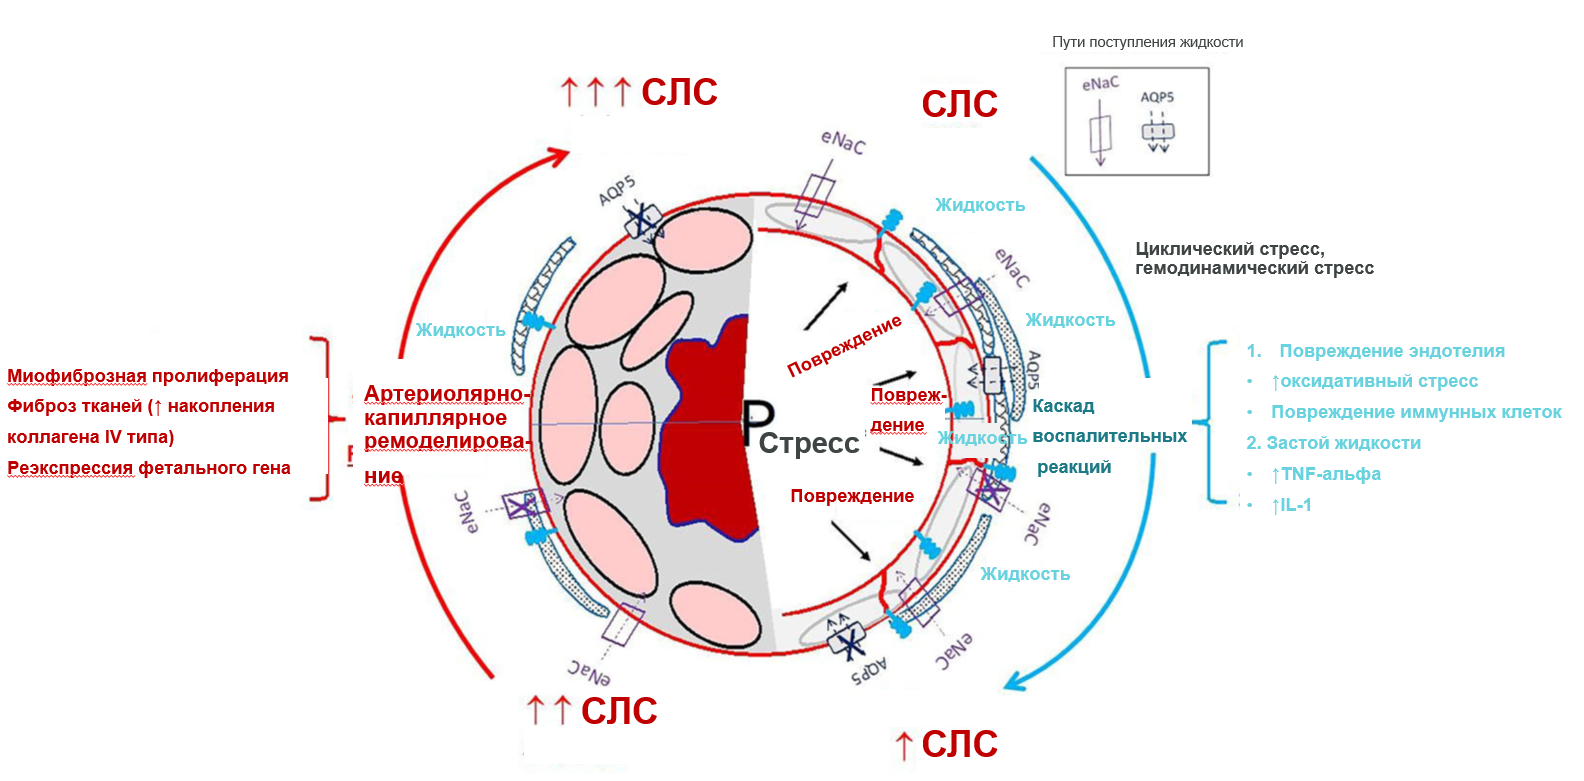 Пути поступления жидкости
eNaC
AQP5
↑↑↑ СЛС
СЛС
eNaC
AQP5
Жидкость
eNaC
Циклический стресс,
гемодинамический стресс
Жидкость
Жидкость
Повреждение
AQP5
Миофиброзная пролиферация
Фиброз тканей (↑ накопления
коллагена IV типа)
Реэкспрессия фетального гена
Артериолярно-
капиллярное
ремоделирова-
ние
P
Стресс
Повреж-
дение
Жидкость
Повреждение
Каскад
воспалительных
реакций
1. Повреждение эндотелия
• ↑оксидативный стресс
• Повреждение иммунных клеток
2. Застой жидкости
• ↑TNF-альфа
• ↑IL-1
eNaC
eNaC
Жидкость
eNaC
AQP5
eNaC
↑↑ СЛС
↑ СЛС